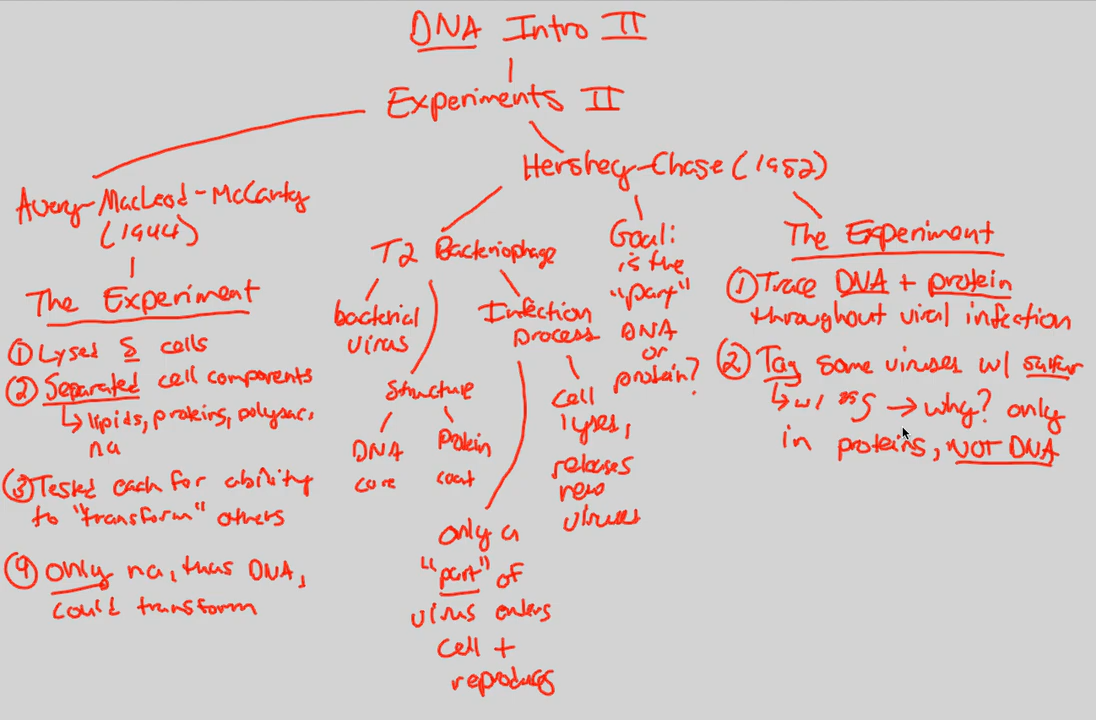 DNA Intro II
Experiments II
Avery-MacLeod-McCarty
(1944)
The Experiment
① Lysed S cells
② Separated cell components
↳ lipids, proteins, polysac,
na
③ Tested each for ability
to "transform" others
④ only na, thus DNA,
could transform
Hershey-Chase (1952)
T2 Bacteriophage
bacterial
virus
Structure
DNA
core
Protein
coat
Infection
Process
only a
"part" of
virus enters
cell +
reproduces
cell
lyses,
releases
new
viruses
Goal:
is the
"part"
DNA
or
protein?
The Experiment
① Trace DNA + protein
throughout viral infection
② Tag some viruses w/ sulfur
↳ w/ ³⁵S → why? only
in proteins, NOT DNA